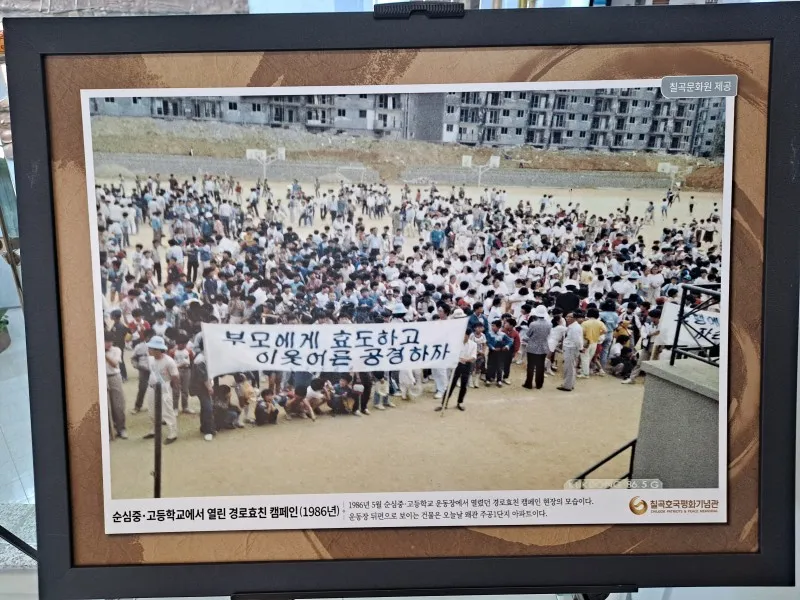 칠곡문화원 제공
부모에게 효도하고
이웃어른 공경하자
순심중·고등학교에서 열린 경로효친 캠페인(1986년)
1986년 5월 순심중·고등학교 운동장에서 열렸던 경로효친 캠페인 현장의 모습이다.
운동장 뒤편으로 보이는 건물은 오늘날 왜관 주공1단지 아파트이다.
86. 5
칠곡호국평화기념관
CHILGOK PATRIOTS & PEACE MEMORIAL